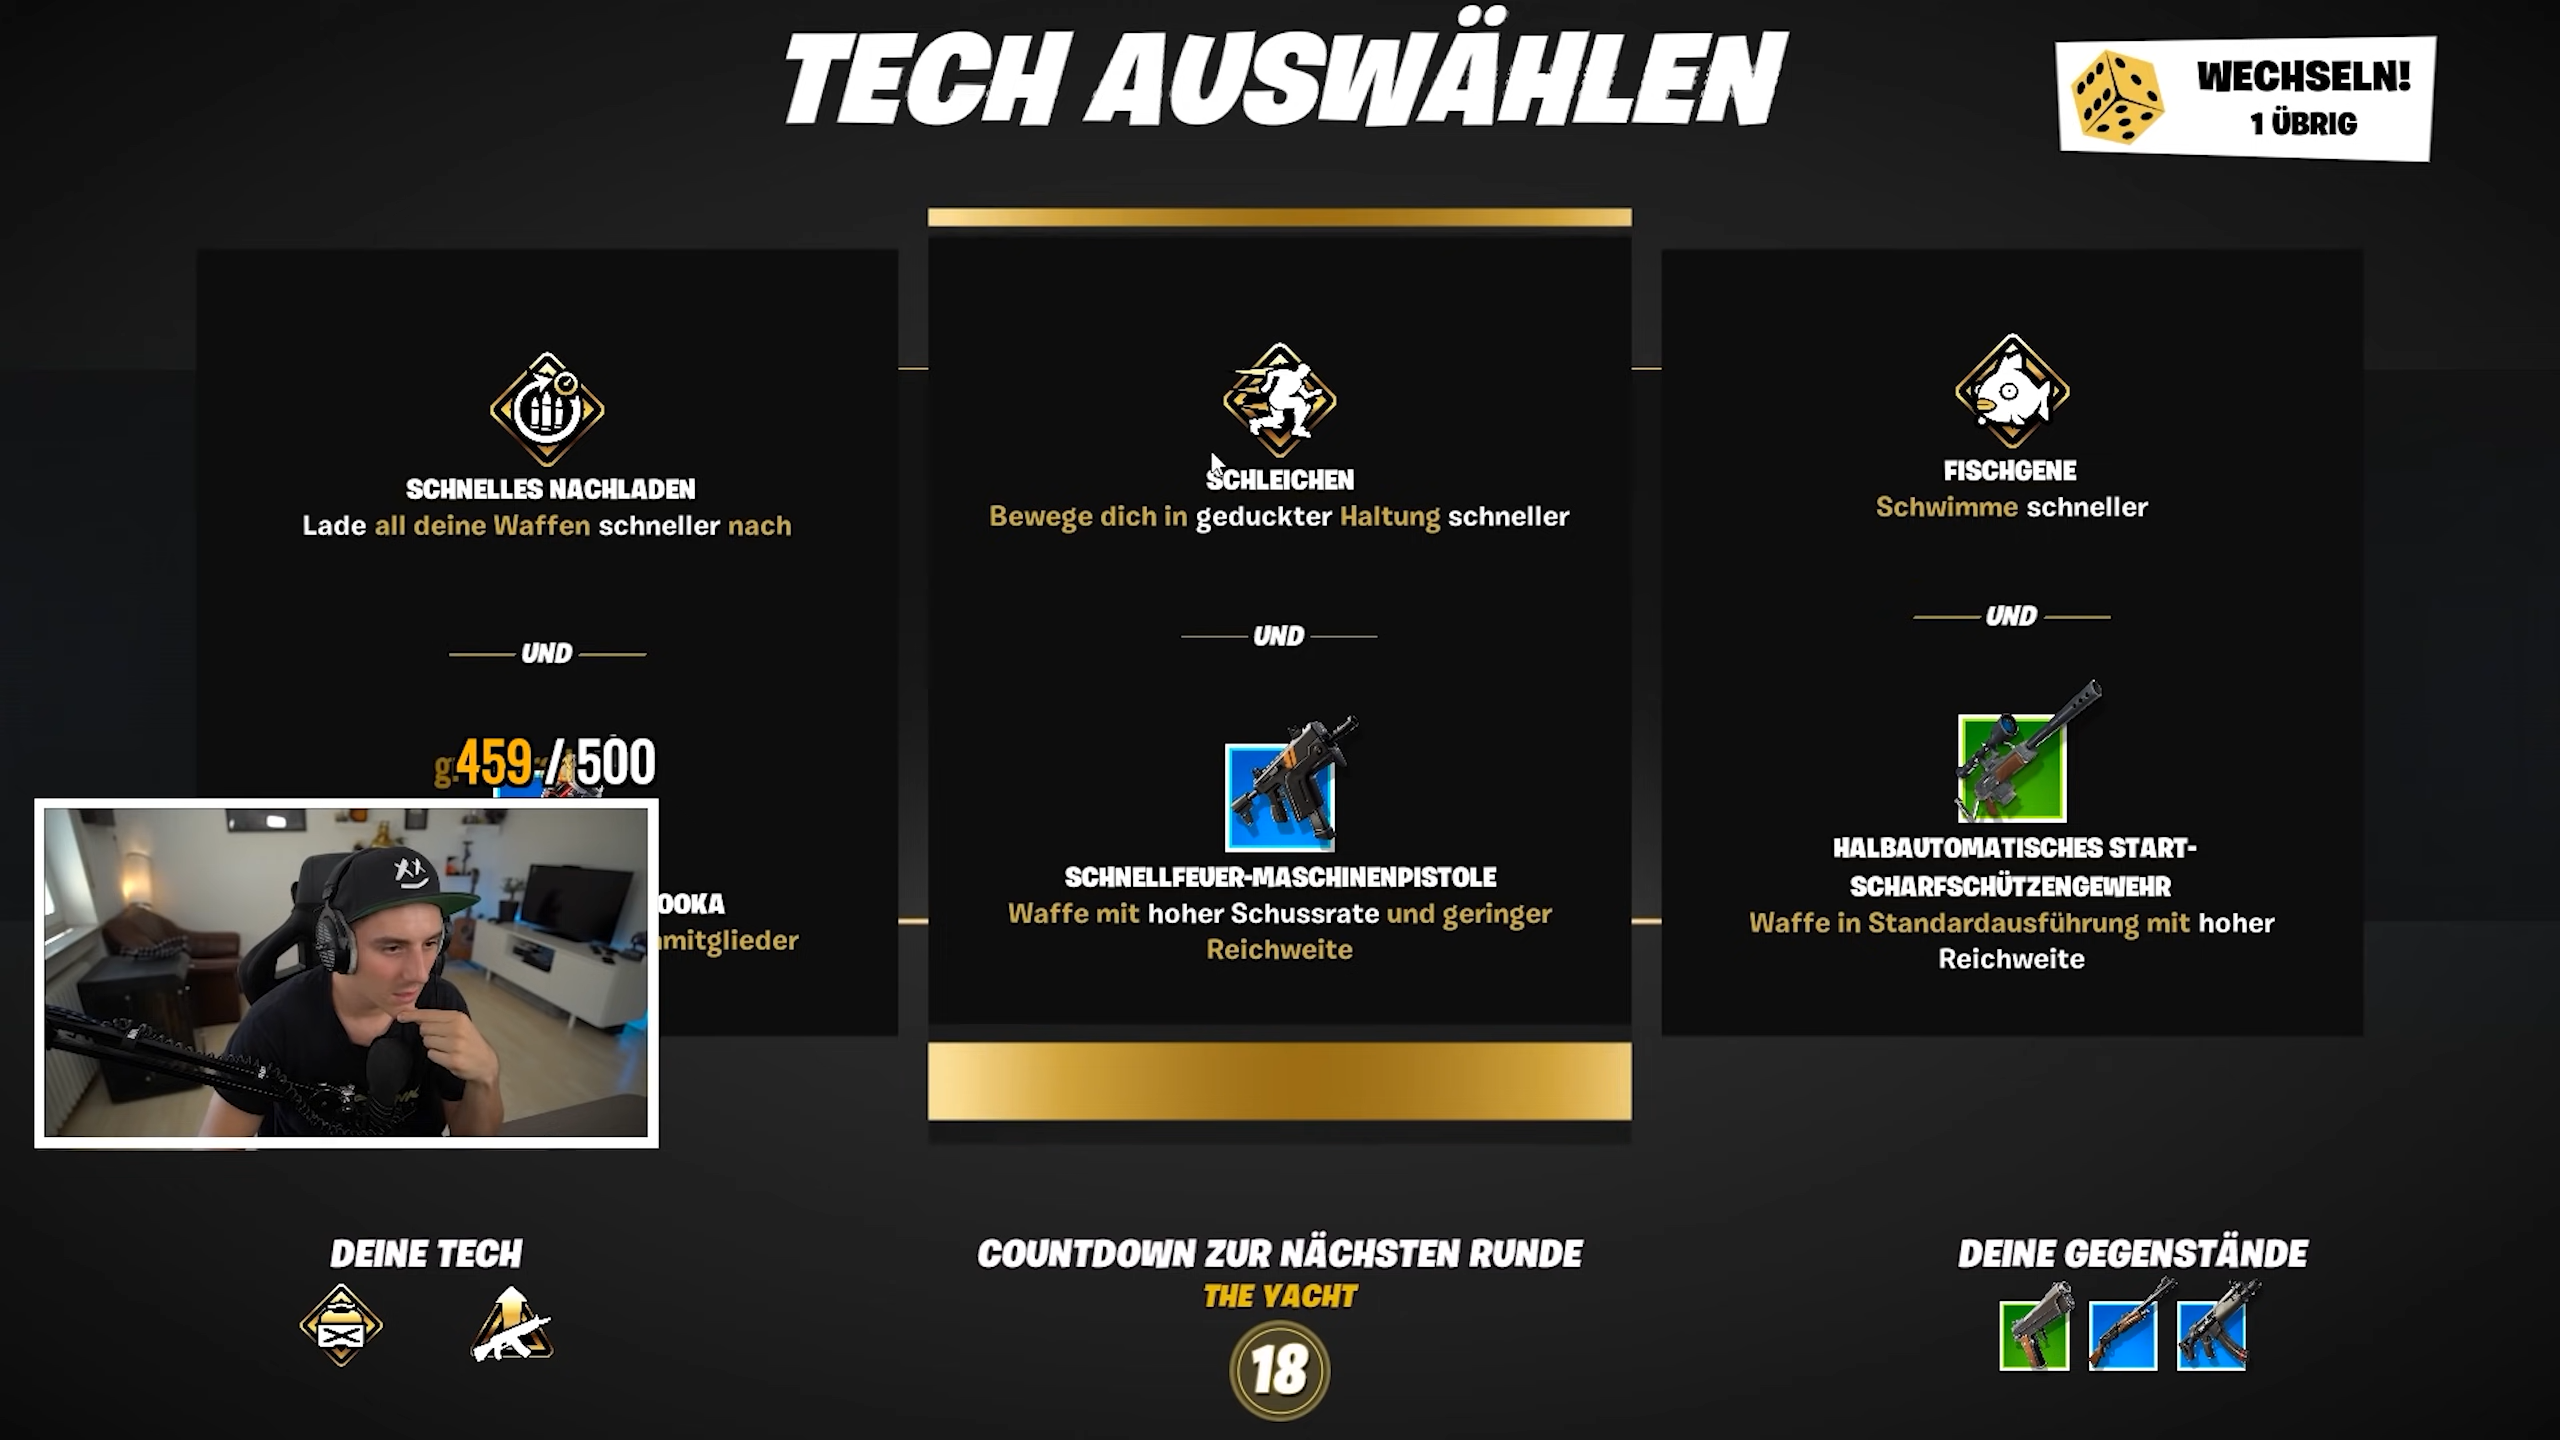 TECH AUSWÄHLEN
WECHSELN!
1 ÜBRIG
SCHNELLES NACHLADEN
Lade all deine Waffen schneller nach
UND
459 / 500
OOKA
mitglieder
SCHLEICHEN
Bewege dich in geduckter Haltung schneller
UND
SCHNELLFEUER-MASCHINENPISTOLE
Waffe mit hoher Schussrate und geringer
Reichweite
FISCHGENE
Schwimme schneller
UND
HALBAUTOMATISCHES START-
SCHARFSCHÜTZENGEWEHR
Waffe in Standardausführung mit hoher
Reichweite
DEINE TECH
COUNTDOWN ZUR NÄCHSTEN RUNDE
THE YACHT
18
DEINE GEGENSTÄNDE